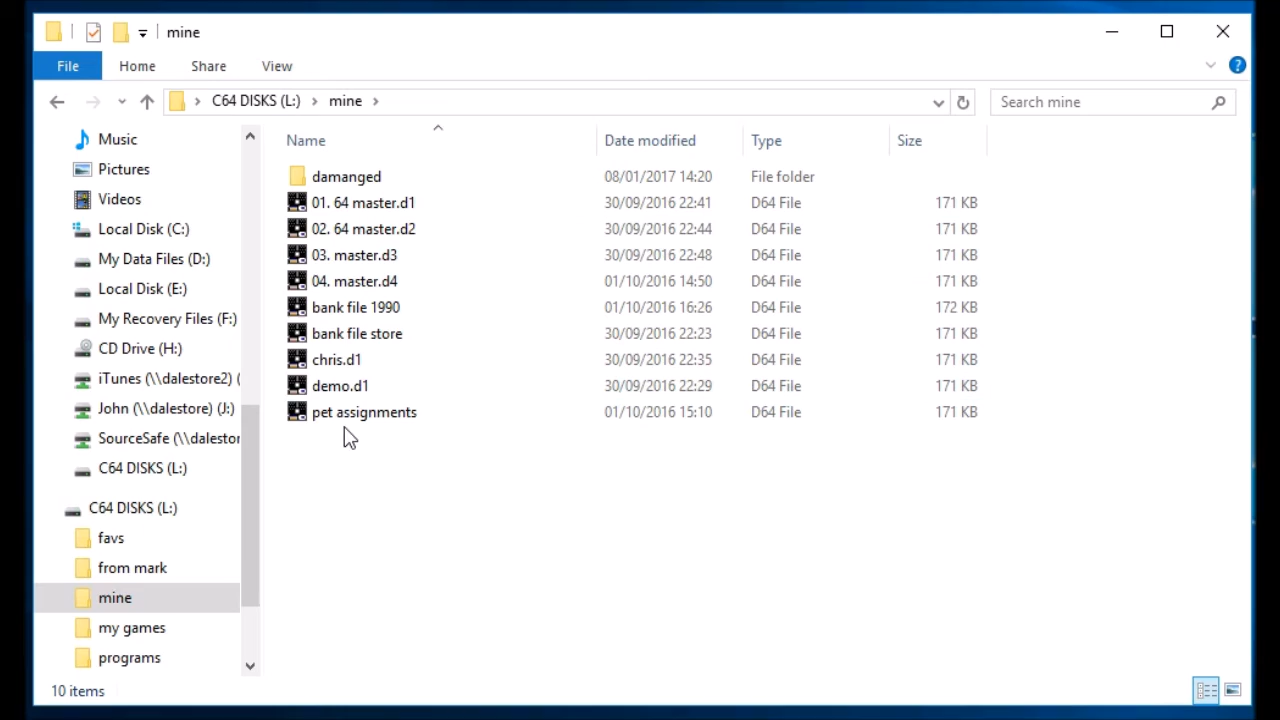 mine
File Home Share View
C64 DISKS (L:) mine Search mine
Music
Pictures
Videos
Local Disk (C:)
My Data Files (D:)
Local Disk (E:)
My Recovery Files (F:)
CD Drive (H:)
iTunes (\\dalestore2) (
John (\\dalestore) (J:)
SourceSafe (\\dalestor
C64 DISKS (L:)
C64 DISKS (L:)
favs
from mark
mine
my games
programs
Name Date modified Type Size
damanged 08/01/2017 14:20 File folder
01. 64 master.d1 30/09/2016 22:41 D64 File 171 KB
02. 64 master.d2 30/09/2016 22:44 D64 File 171 KB
03. master.d3 30/09/2016 22:48 D64 File 171 KB
04. master.d4 01/10/2016 14:50 D64 File 171 KB
bank file 1990 01/10/2016 16:26 D64 File 172 KB
bank file store 30/09/2016 22:23 D64 File 171 KB
chris.d1 30/09/2016 22:35 D64 File 171 KB
demo.d1 30/09/2016 22:29 D64 File 171 KB
pet assignments 01/10/2016 15:10 D64 File 171 KB
10 items